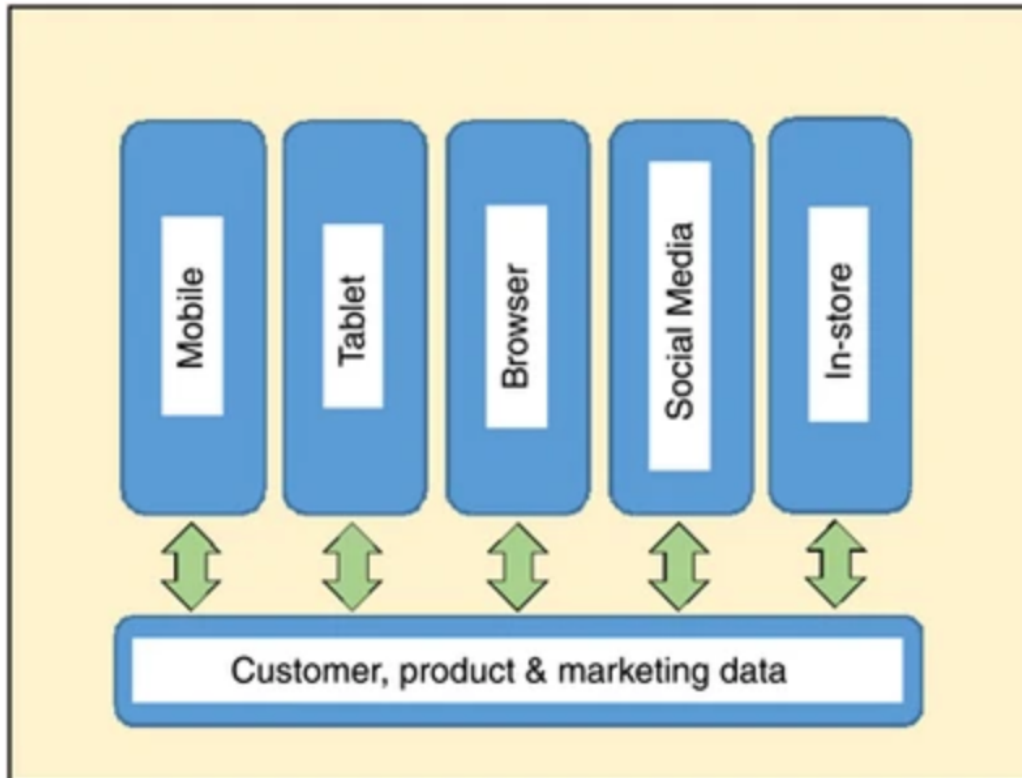 Mobile
Tablet
Browser
Social Media
In-store
Customer, product & marketing data